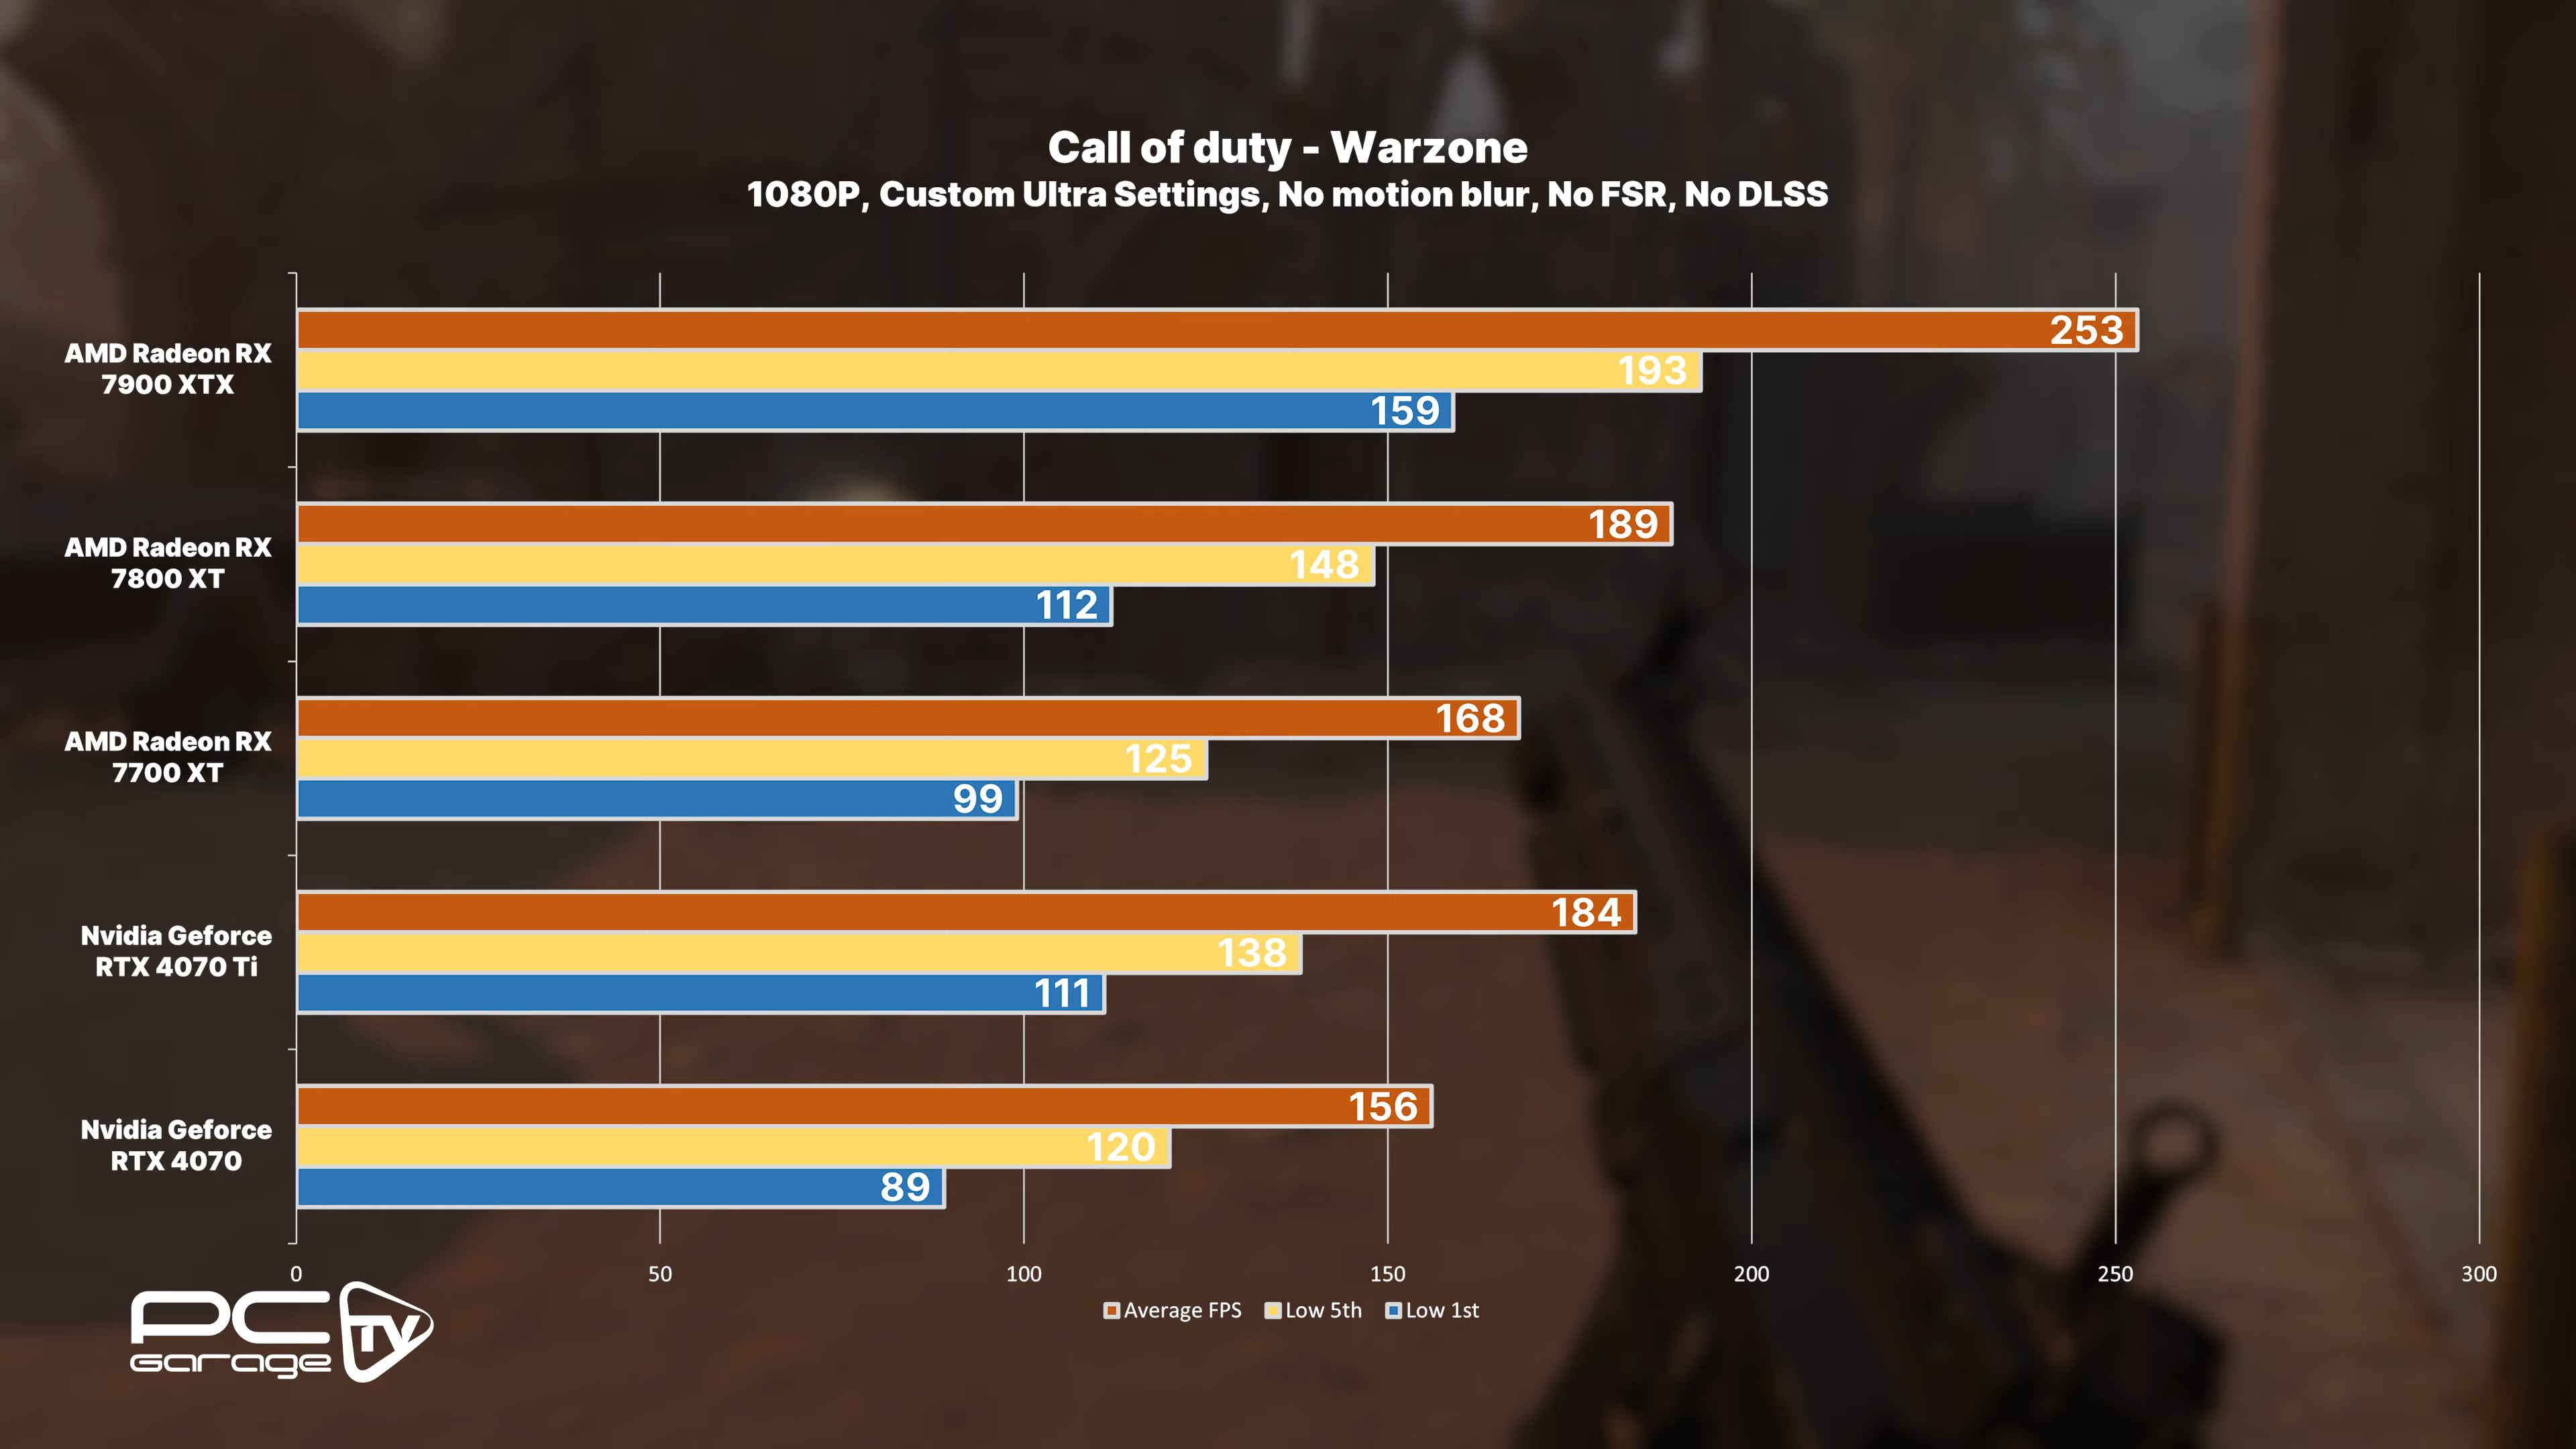 Call of duty - Warzone
1080P, Custom Ultra Settings, No motion blur, No FSR, No DLSS
AMD Radeon RX
7900 XTX
253
193
159
AMD Radeon RX
7800 XT
189
148
112
AMD Radeon RX
7700 XT
168
125
99
Nvidia Geforce
RTX 4070 Ti
184
138
111
Nvidia Geforce
RTX 4070
156
120
89
0 50 100 150 200 250 300
Average FPS Low 5th Low 1st
PC TV
Garage